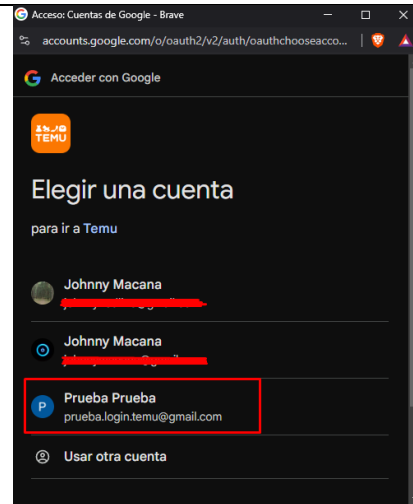 Acceso: Cuentas de Google - Brave
accounts.google.com/o/oauth2/v2/auth/oauthchooseacco...
Acceder con Google
TEMU
Elegir una cuenta
para ir a Temu
Johnny Macana
Johnny Macana
P Prueba Prueba
prueba.login.temu@gmail.com
Usar otra cuenta